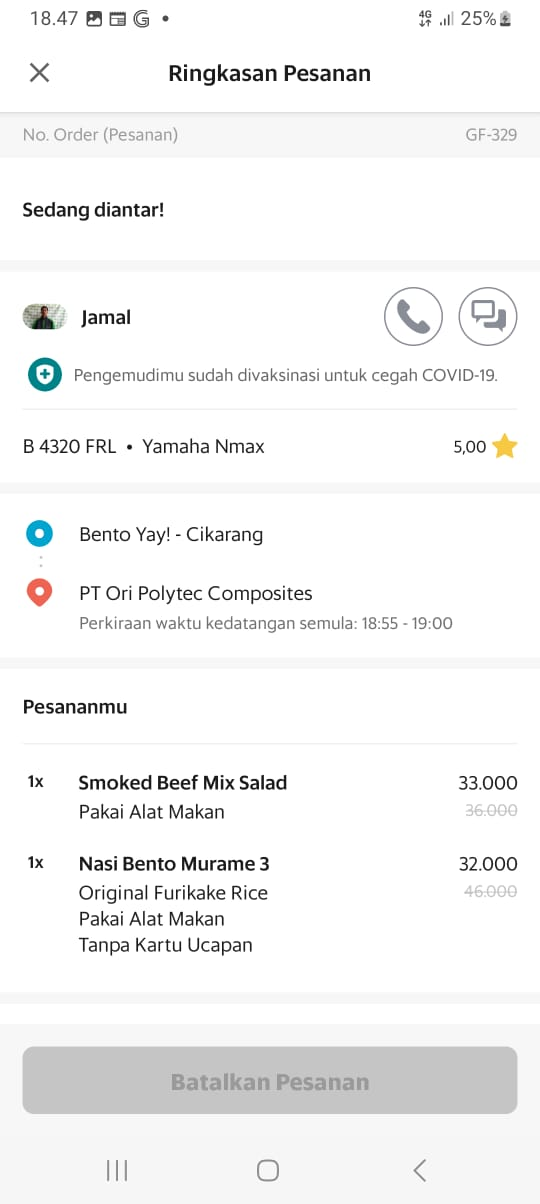 18.47 4G 25%
Ringkasan Pesanan
No. Order (Pesanan) GF-329
Sedang diantar!
Jamal
Pengemudimu sudah divaksinasi untuk cegah COVID-19.
B 4320 FRL • Yamaha Nmax 5,00
Bento Yay! - Cikarang
PT Ori Polytec Composites
Perkiraan waktu kedatangan semula: 18:55 - 19:00
Pesananmu
1x Smoked Beef Mix Salad 33.000
Pakai Alat Makan 36.000
1x Nasi Bento Murame 3 32.000
Original Furikake Rice 46.000
Pakai Alat Makan
Tanpa Kartu Ucapan
Batalkan Pesanan